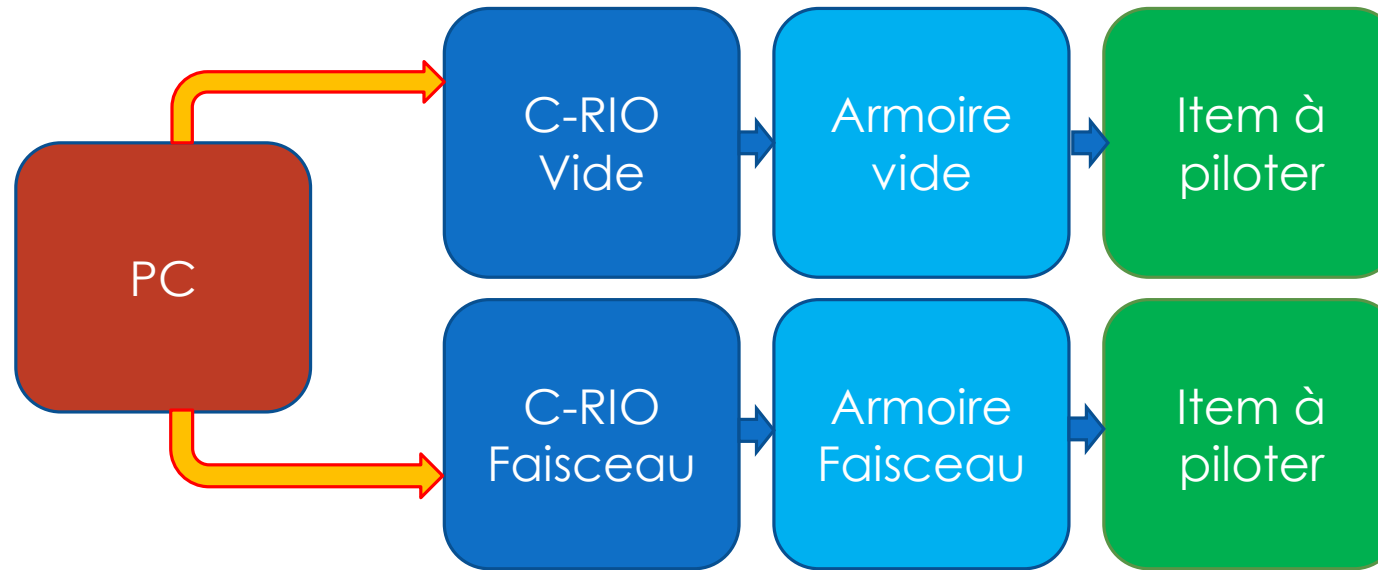 PC
C-RIO
Vide
Armoire
vide
Item à
piloter
C-RIO
Faisceau
Armoire
Faisceau
Item à
piloter